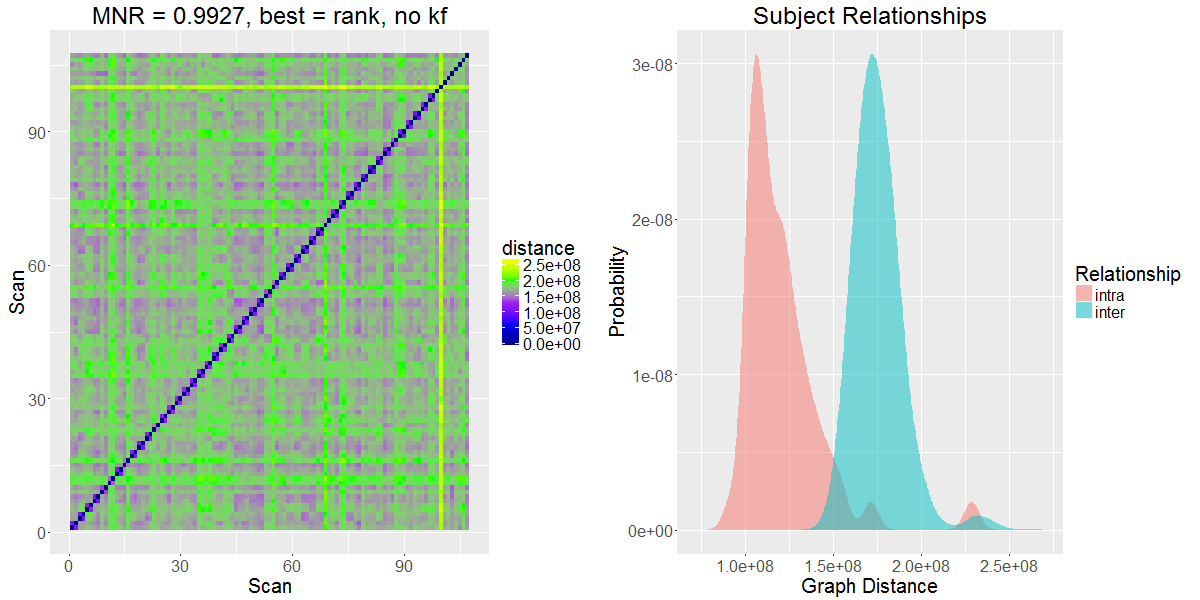 MNR = 0.9927, best = rank, no kf
90
60
30
0
Scan
0 30 60 90
Scan
distance
2.5e+08
2.0e+08
1.5e+08
1.0e+08
5.0e+07
0.0e+00
Subject Relationships
3e-08
2e-08
1e-08
0e+00
Probability
1.0e+08 1.5e+08 2.0e+08 2.5e+08
Graph Distance
Relationship
intra
inter